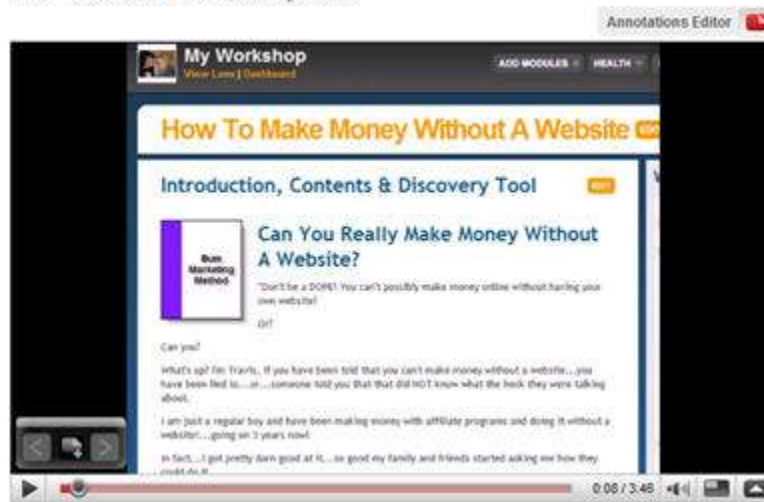 Annotations Editor
My Workshop
View Lens | Dashboard
ADD MODULES HEALTH
How To Make Money Without A Website
Introduction, Contents & Discovery Tool
EDIT
Can You Really Make Money Without
A Website?
Bum
Marketing
Method
"Don't be a DOPE! You can't possibly make money online without having your
own website!
Or?
Can you?
What's up? I'm Travis. If you have been told that you can't make money without a website...you
have been lied to....or....someone told you that that did NOT know what the heck they were talking
about.
I am just a regular boy and have been making money with affiliate programs and doing it without a
website!...going on 3 years now!
In fact...I got pretty darn good at it...so good my family and friends started asking me how they
could do it
0:08 / 3:46